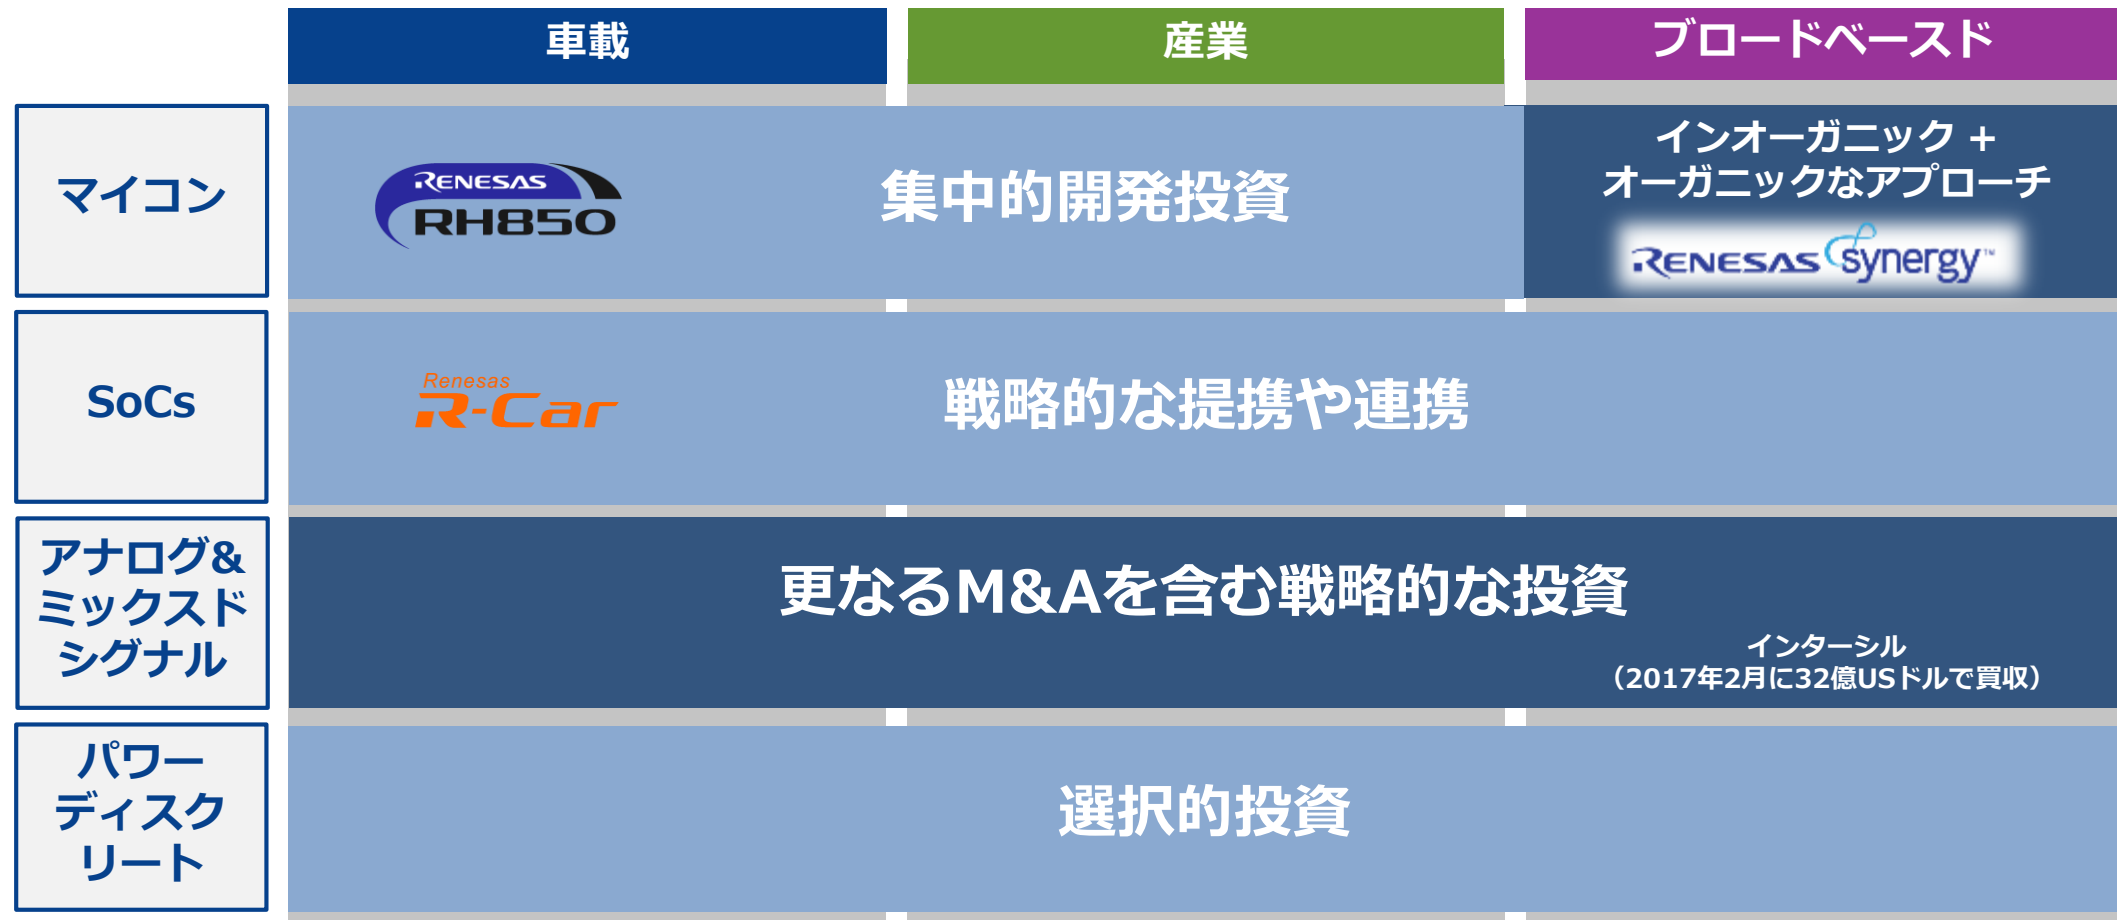 車載
産業
ブロードベースド
マイコン
RENESAS
RH850
集中的開発投資
インオーガニック +
オーガニックなアプローチ
RENESAS synergy™
SoCs
Renesas
R-Car
戦略的な提携や連携
アナログ&
ミックスド
シグナル
更なるM&Aを含む戦略的な投資
インターシル
（2017年2月に32億USドルで買収）
パワー
ディスク
リート
選択的投資